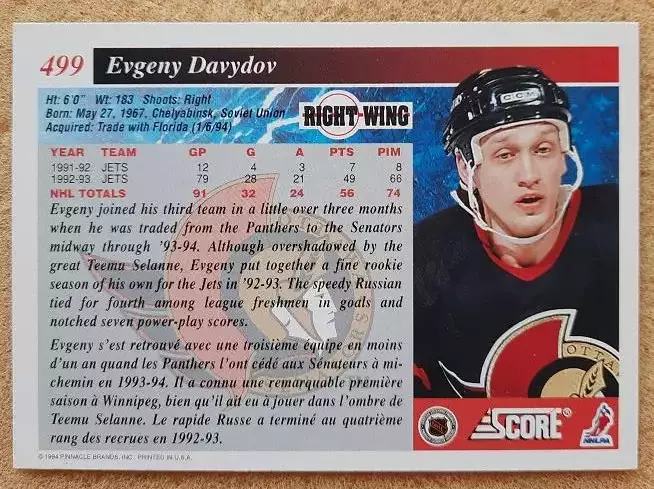 499 Evgeny Davydov
Ht: 6'0" Wt: 183 Shoots: Right
Born: May 27, 1967, Chelyabinsk, Soviet Union
Acquired: Trade with Florida (1/6/94)
RIGHT-WING
YEAR TEAM GP G A PTS PIM
1991-92 JETS 12 4 3 7 8
1992-93 JETS 79 28 21 49 66
NHL TOTALS 91 32 24 56 74
Evgeny joined his third team in a little over three months
when he was traded from the Panthers to the Senators
midway through '93-94. Although overshadowed by the
great Teemu Selanne, Evgeny put together a fine rookie
season of his own for the Jets in '92-93. The speedy Russian
tied for fourth among league freshmen in goals and
notched seven power-play scores.
Evgeny s'est retrouvé avec une troisième équipe en moins
d'un an quand les Panthers l'ont cédé aux Sénateurs à mi-
chemin en 1993-94. Il a connu une remarquable première
saison à Winnipeg, bien qu'il ait eu à jouer dans l'ombre de
Teemu Selanne. Le rapide Russe a terminé au quatrième
rang des recrues en 1992-93.
© 1994 PINNACLE BRANDS, INC. PRINTED IN U.S.A.
CCM
OTTA
NHL
SCORE®
NHLPA